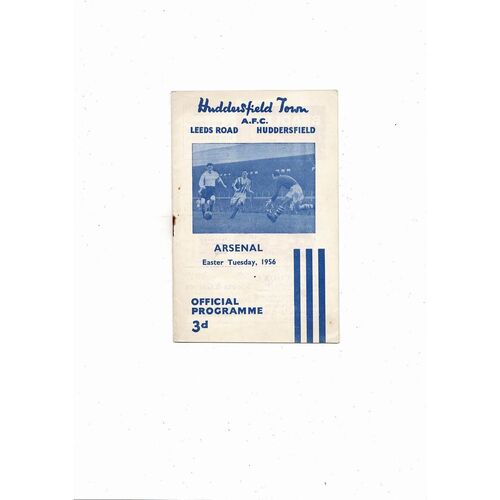 Huddersfield Town
A.F.C.
LEEDS ROAD HUDDERSFIELD
ARSENAL
Easter Tuesday, 1956
OFFICIAL
PROGRAMME
3d